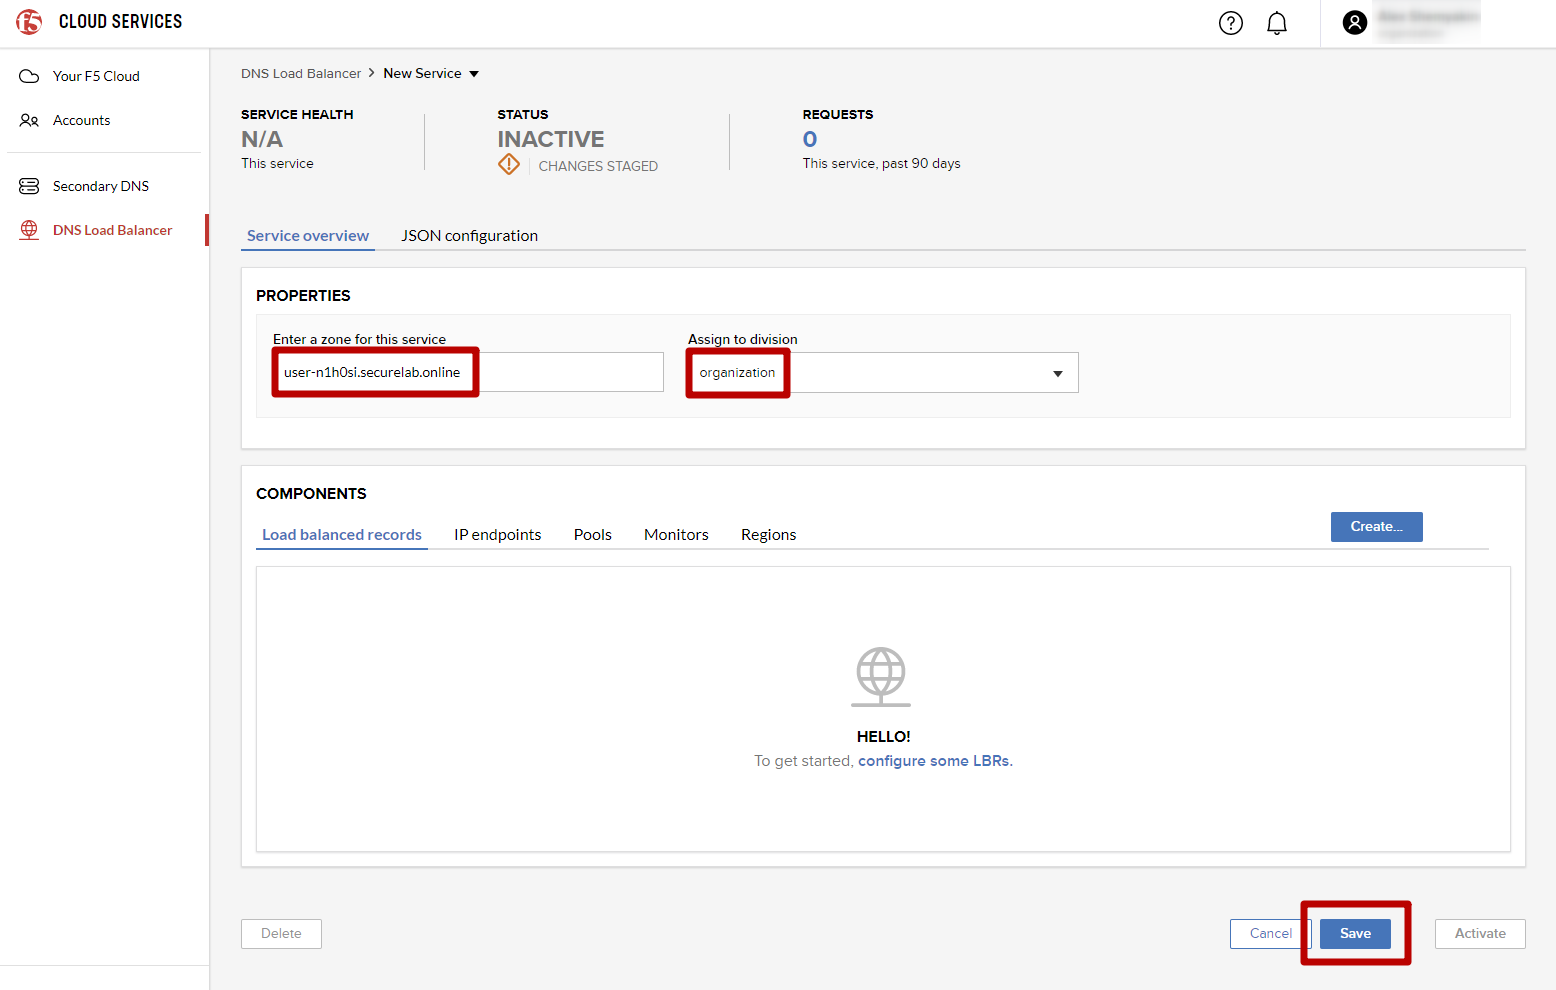 CLOUD SERVICES
Your F5 Cloud
Accounts
Secondary DNS
DNS Load Balancer
DNS Load Balancer > New Service
SERVICE HEALTH
N/A
This service
STATUS
INACTIVE
CHANGES STAGED
REQUESTS
0
This service, past 90 days
Service overview
JSON configuration
PROPERTIES
Enter a zone for this service
user-n1h0si.securelab.online
Assign to division
organization
COMPONENTS
Load balanced records
IP endpoints
Pools
Monitors
Regions
Create...
HELLO!
To get started, configure some LBRs.
Delete
Cancel
Save
Activate